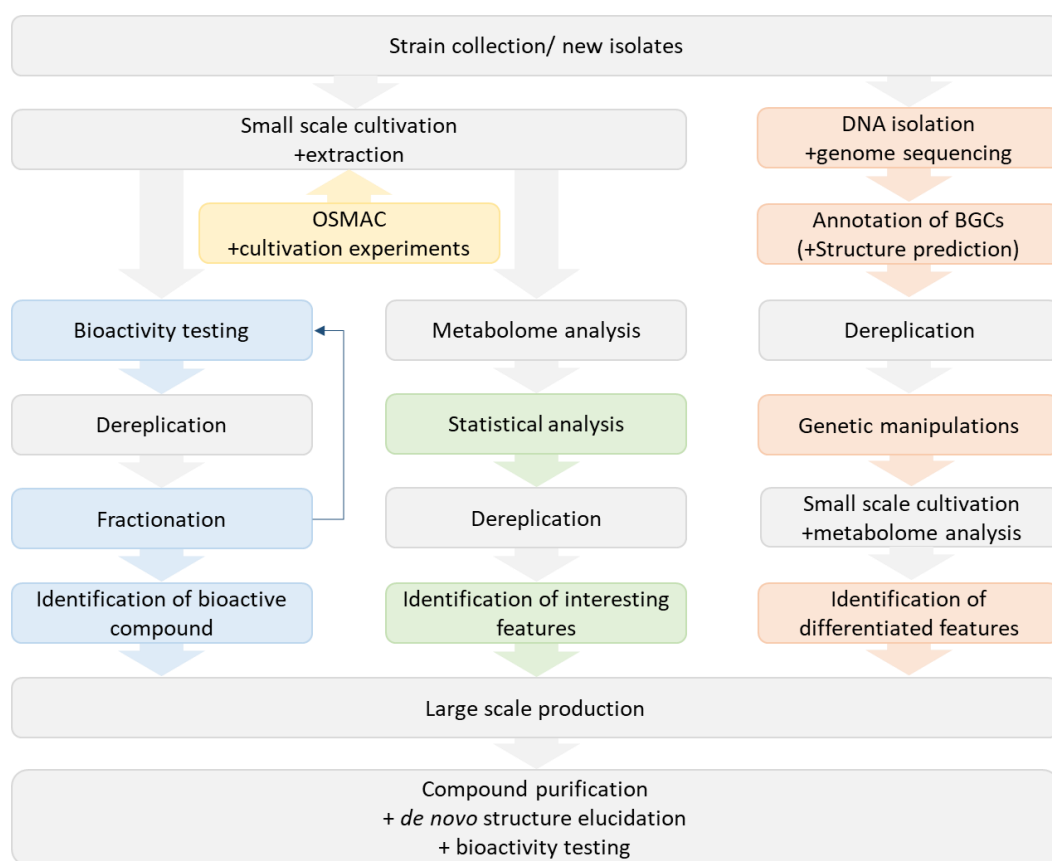 Strain collection/ new isolates
Small scale cultivation
+extraction
DNA isolation
+genome sequencing
OSMAC
+cultivation experiments
Annotation of BGCs
(+Structure prediction)
Bioactivity testing
Metabolome analysis
Dereplication
Dereplication
Statistical analysis
Genetic manipulations
Fractionation
Dereplication
Small scale cultivation
+metabolome analysis
Identification of bioactive
compound
Identification of interesting
features
Identification of
differentiated features
Large scale production
Compound purification
+ de novo structure elucidation
+ bioactivity testing